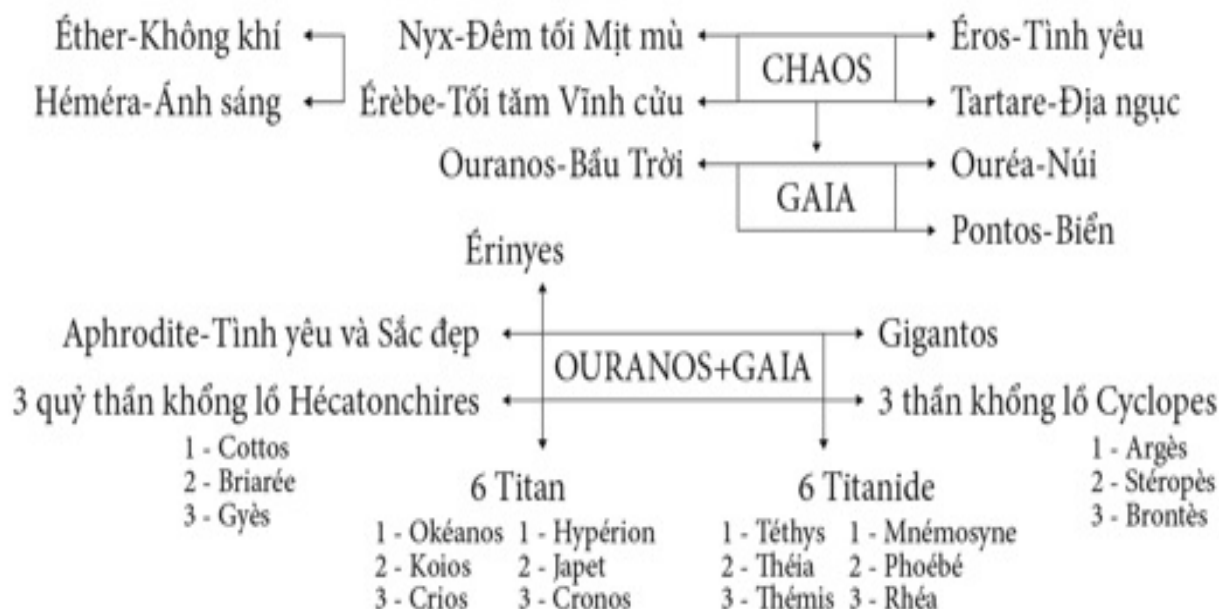 Éther-Không khí Nyx-Đêm tối Mịt mù Éros-Tình yêu
CHAOS
Héméra-Ánh sáng Érèbe-Tối tăm Vĩnh cửu Tartare-Địa ngục
Ouranos-Bầu Trời Ouréa-Núi
GAIA
Pontos-Biển
Érinyes
Aphrodite-Tình yêu và Sắc đẹp Gigantos
OURANOS+GAIA
3 quỷ thần khổng lồ Hécatonchires 3 thần khổng lồ Cyclopes
1 - Cottos
2 - Briarée
3 - Gyès
1 - Argès
2 - Stéropès
3 - Brontès
6 Titan
1 - Okéanos 1 - Hypérion
2 - Koios 2 - Japet
3 - Crios 3 - Cronos
6 Titanide
1 - Téthys 1 - Mnémosyne
2 - Théia 2 - Phoébé
3 - Thémis 3 - Rhéa